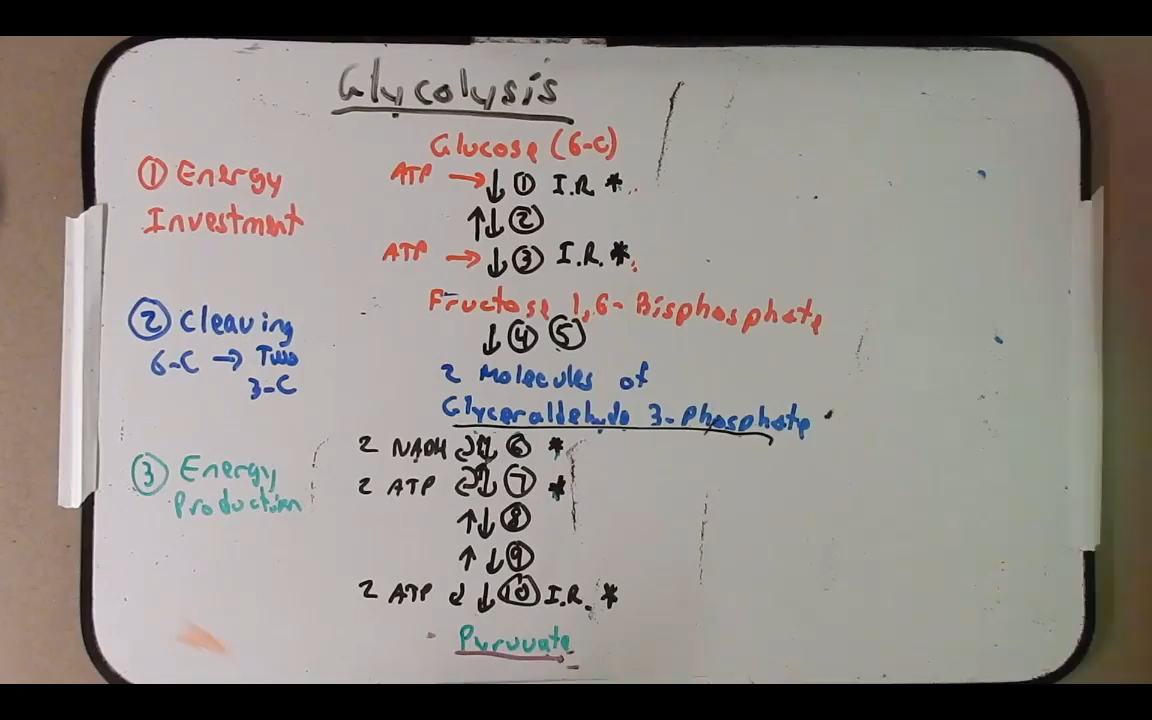 Glycolysis
① Energy
Investment
Glucose (6-C)
ATP → ↓ ① I.R *
↑↓ ②
ATP → ↓ ③ I.R. *
Fructose 1,6-Bisphosphate
② Cleaving
6-C → Two
3-C
↓ ④ ⑤
2 Molecules of
Glyceraldehyde 3-Phosphate
③ Energy
Production
2 NADH ↑↓ ⑥ *
2 ATP ↑↓ ⑦ *
↑↓ ⑧
↑↓ ⑨
2 ATP ↓ ⑩ I.R. *
Pyruvate